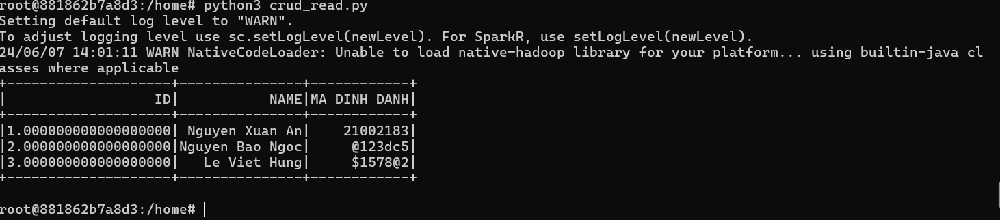 root@881862b7a8d3:/home# python3 crud_read.py
Setting default log level to "WARN".
To adjust logging level use sc.setLogLevel(newLevel). For SparkR, use setLogLevel(newLevel).
24/06/07 14:01:11 WARN NativeCodeLoader: Unable to load native-hadoop library for your platform... using builtin-java cl
asses where applicable
+--------------------+---------------+------------+
|                  ID|           NAME|MA DINH DANH|
+--------------------+---------------+------------+
|1.000000000000000000| Nguyen Xuan An|    21002183|
|2.000000000000000000|Nguyen Bao Ngoc|     @123dc5|
|3.000000000000000000|   Le Viet Hung|     $1578@2|
+--------------------+---------------+------------+
root@881862b7a8d3:/home#